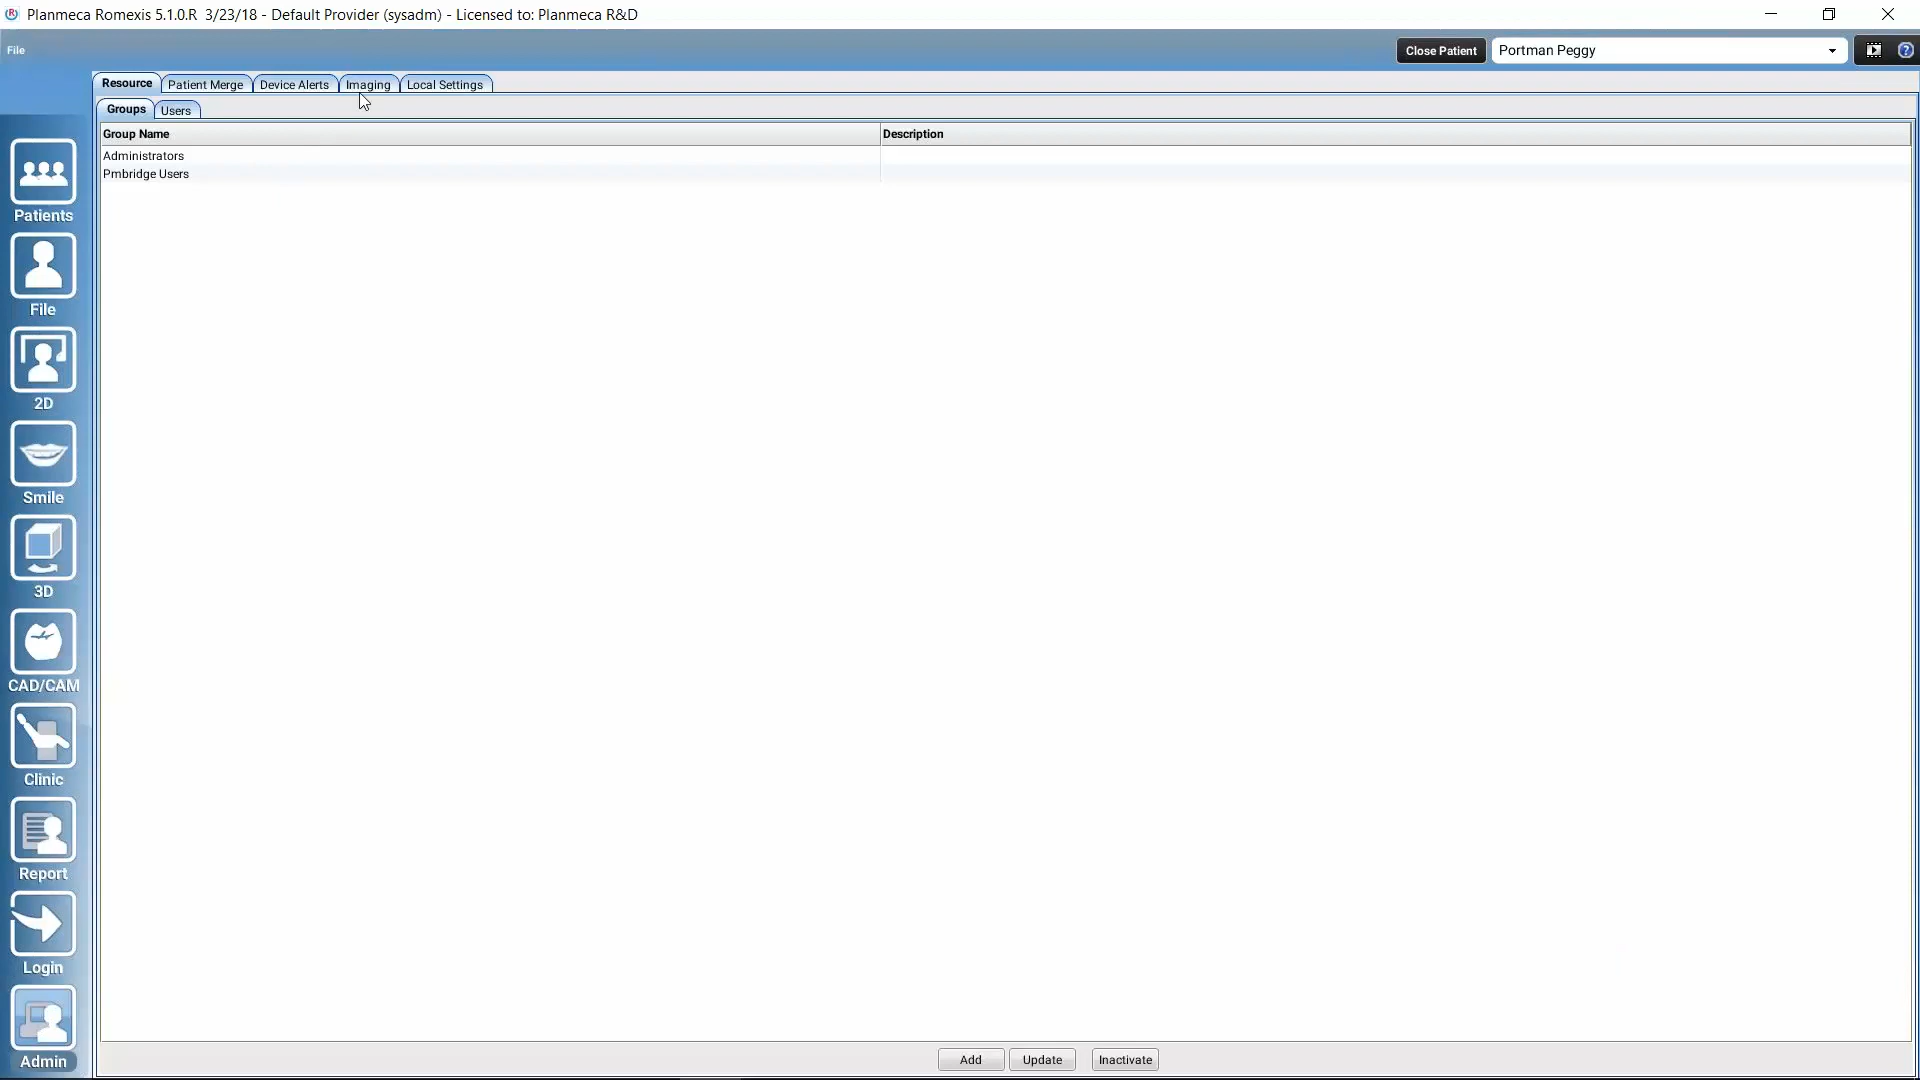 Planmeca Romexis 5.1.0.R 3/23/18 - Default Provider (sysadm) - Licensed to: Planmeca R&D
File
Close Patient
Portman Peggy
Resource
Patient Merge
Device Alerts
Imaging
Local Settings
Groups
Users
Group Name
Description
Administrators
Pmbridge Users
Patients
File
2D
Smile
3D
CAD/CAM
Clinic
Report
Login
Admin
Add
Update
Inactivate